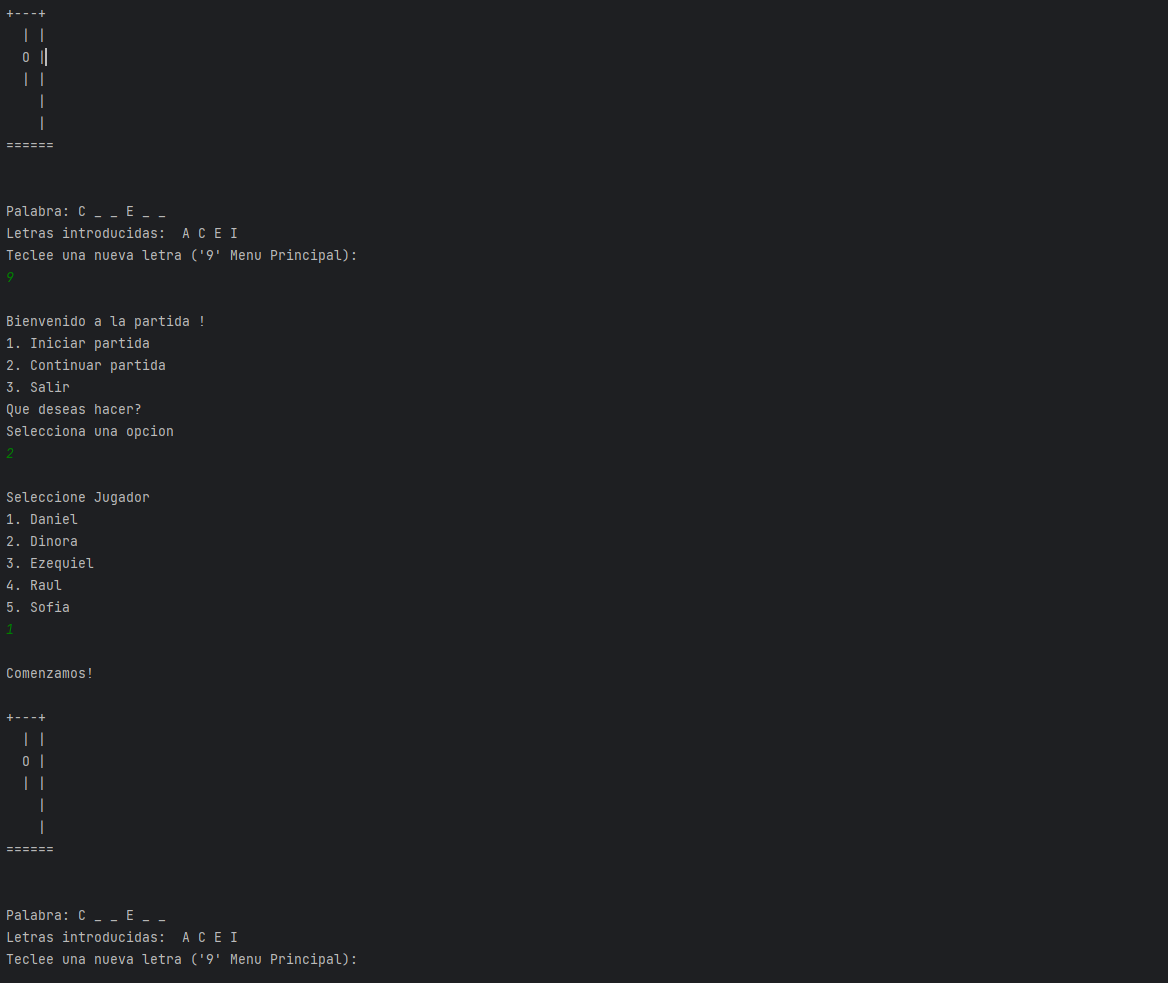 +---+
  | |
  O |
  | |
    |
    |
======
Palabra: C _ _ E _ _
Letras introducidas:  A C E I
Teclee una nueva letra ('9' Menu Principal):
9
Bienvenido a la partida !
1. Iniciar partida
2. Continuar partida
3. Salir
Que deseas hacer?
Selecciona una opcion
2
Seleccione Jugador
1. Daniel
2. Dinora
3. Ezequiel
4. Raul
5. Sofia
1
Comenzamos!
+---+
  | |
  O |
  | |
    |
    |
======
Palabra: C _ _ E _ _
Letras introducidas:  A C E I
Teclee una nueva letra ('9' Menu Principal):